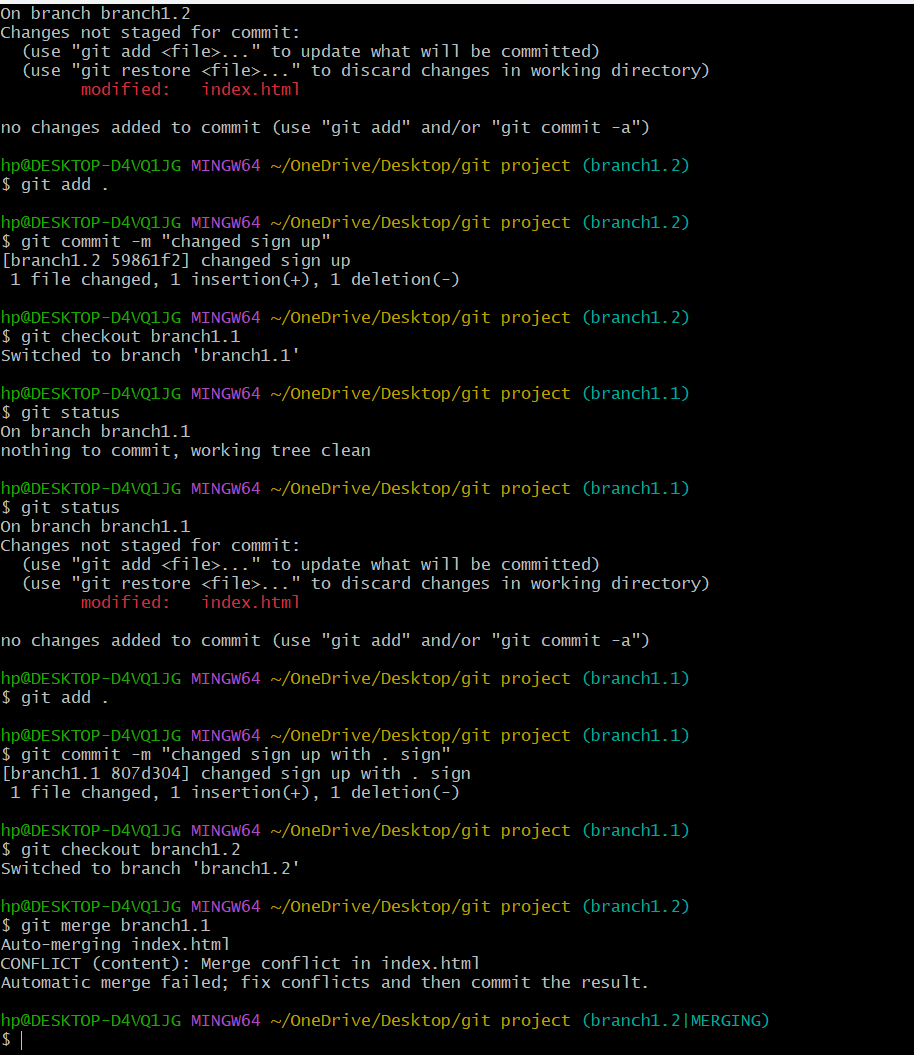 On branch branch1.2
Changes not staged for commit:
  (use "git add <file>..." to update what will be committed)
  (use "git restore <file>..." to discard changes in working directory)
        modified:   index.html

no changes added to commit (use "git add" and/or "git commit -a")

hp@DESKTOP-D4VQ1JG MINGW64 ~/OneDrive/Desktop/git project (branch1.2)
$ git add .

hp@DESKTOP-D4VQ1JG MINGW64 ~/OneDrive/Desktop/git project (branch1.2)
$ git commit -m "changed sign up"
[branch1.2 59861f2] changed sign up
 1 file changed, 1 insertion(+), 1 deletion(-)

hp@DESKTOP-D4VQ1JG MINGW64 ~/OneDrive/Desktop/git project (branch1.2)
$ git checkout branch1.1
Switched to branch 'branch1.1'

hp@DESKTOP-D4VQ1JG MINGW64 ~/OneDrive/Desktop/git project (branch1.1)
$ git status
On branch branch1.1
nothing to commit, working tree clean

hp@DESKTOP-D4VQ1JG MINGW64 ~/OneDrive/Desktop/git project (branch1.1)
$ git status
On branch branch1.1
Changes not staged for commit:
  (use "git add <file>..." to update what will be committed)
  (use "git restore <file>..." to discard changes in working directory)
        modified:   index.html

no changes added to commit (use "git add" and/or "git commit -a")

hp@DESKTOP-D4VQ1JG MINGW64 ~/OneDrive/Desktop/git project (branch1.1)
$ git add .

hp@DESKTOP-D4VQ1JG MINGW64 ~/OneDrive/Desktop/git project (branch1.1)
$ git commit -m "changed sign up with . sign"
[branch1.1 807d304] changed sign up with . sign
 1 file changed, 1 insertion(+), 1 deletion(-)

hp@DESKTOP-D4VQ1JG MINGW64 ~/OneDrive/Desktop/git project (branch1.1)
$ git checkout branch1.2
Switched to branch 'branch1.2'

hp@DESKTOP-D4VQ1JG MINGW64 ~/OneDrive/Desktop/git project (branch1.2)
$ git merge branch1.1
Auto-merging index.html
CONFLICT (content): Merge conflict in index.html
Automatic merge failed; fix conflicts and then commit the result.

hp@DESKTOP-D4VQ1JG MINGW64 ~/OneDrive/Desktop/git project (branch1.2|MERGING)
$